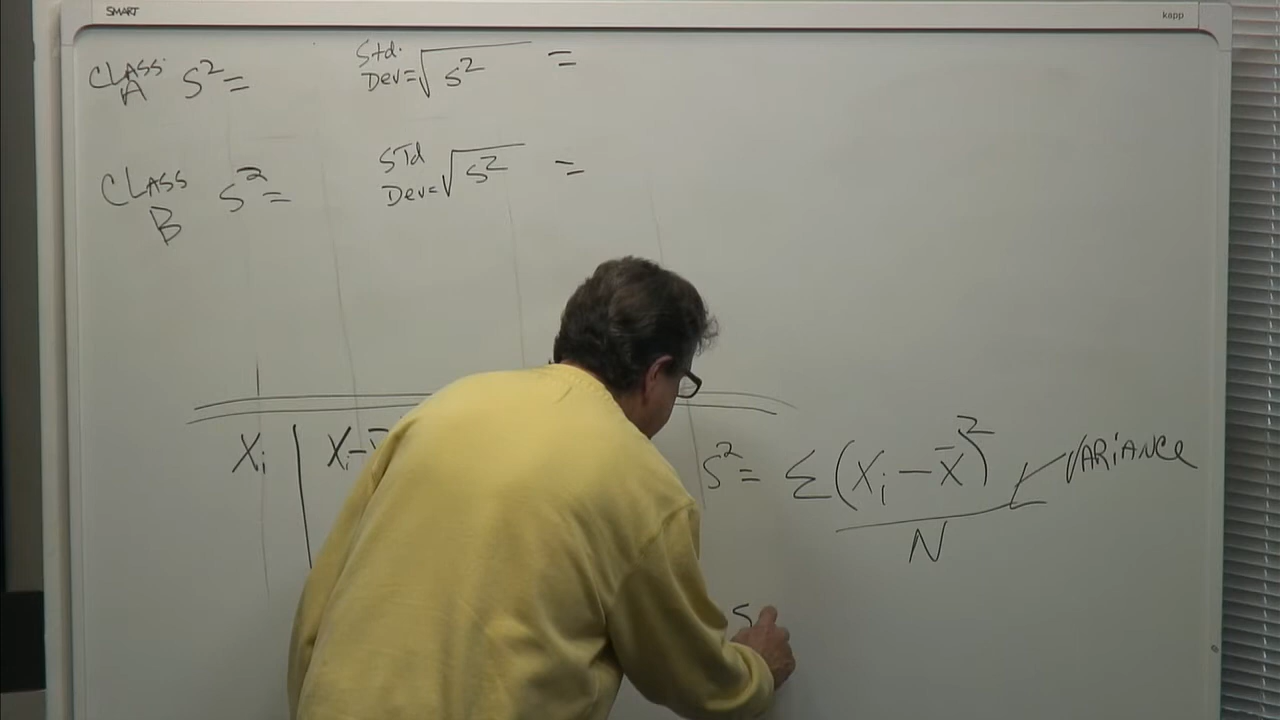 SMART
kapp
CLASS A S²=
Std. Dev=√S² =
CLASS B S²=
STd Dev=√S² =
Xi
Xi-
S²= Σ(Xi - x̄)² VARIANCE
N
S